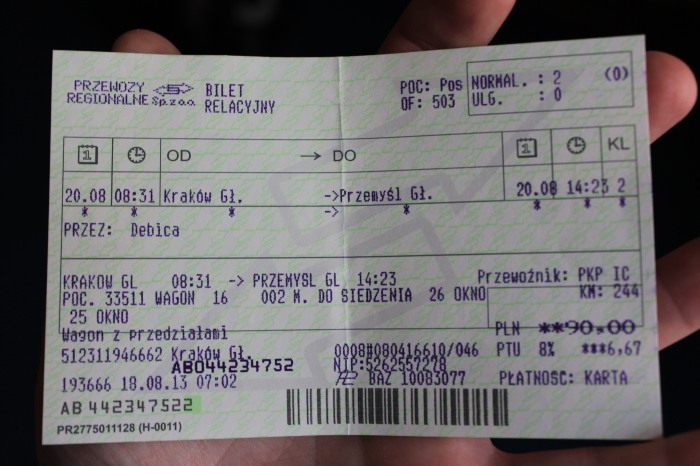 PRZEWOZY REGIONALNE Sp.zo.o. BILET RELACYJNY
POC: Pos OF: 503
NORMAL. : 2 (0)
ULG. : 0
OD → DO KL
20.08 08:31 Kraków Gł. ->Przemyśl Gł. 20.08 14:23 2
* * * -> * * * *
PRZEZ: Debica
KRAKOW GL 08:31 -> PRZEMYSL GL 14:23 Przewoźnik: PKP IC
POC. 33511 WAGON 16 002 M. DO SIEDZENIA 26 OKNO KM: 244
25 OKNO
Wagon z przedziałami PLN **90.00
512311946662 Kraków Gł. 0008#080416610/046 PTU 8% ***6,67
AB044234752 NIP:5262557278
193666 18.08.13 07:02 BAZ 10083077 PŁATNOŚĆ: KARTA
AB 442347522
PR2775011128 (H-0011)